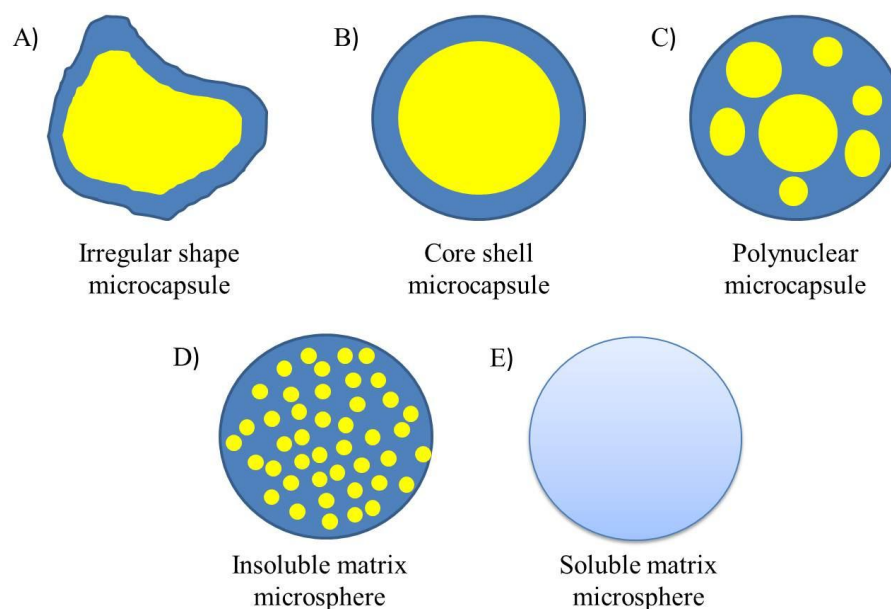 A)
B)
C)
Irregular shape
microcapsule
Core shell
microcapsule
Polynuclear
microcapsule
D)
E)
Insoluble matrix
microsphere
Soluble matrix
microsphere